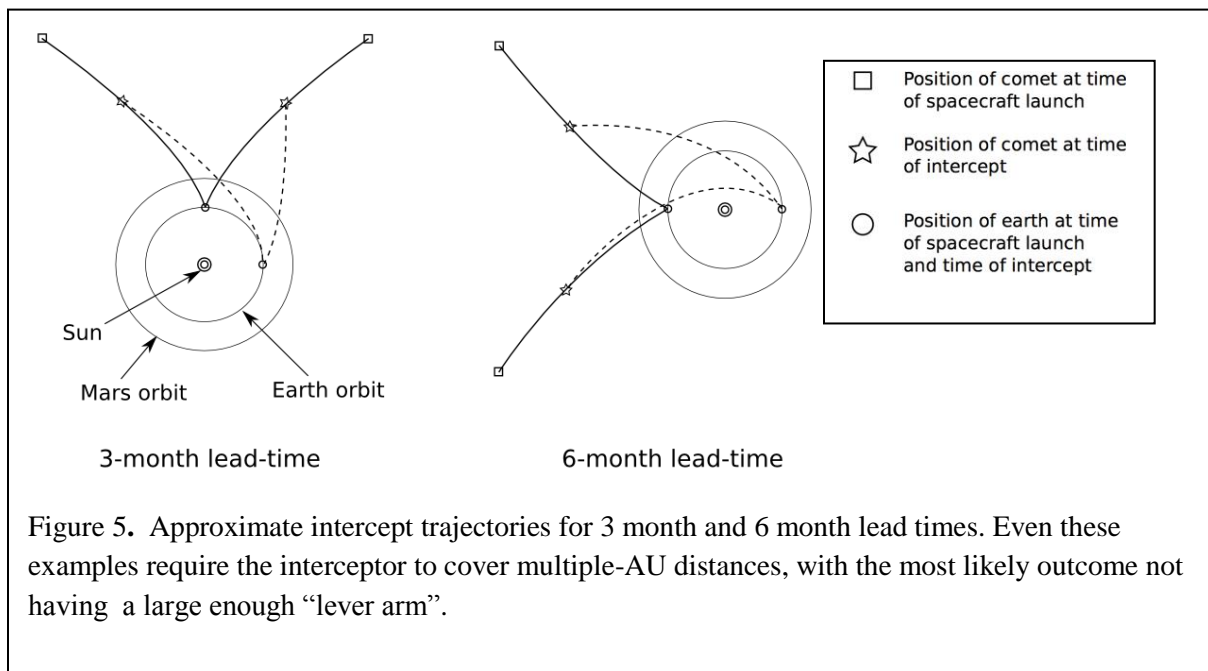 Sun
Mars orbit
Earth orbit
3-month lead-time
6-month lead-time
Position of comet at time
of spacecraft launch
Position of comet at time
of intercept
Position of earth at time
of spacecraft launch
and time of intercept
Figure 5. Approximate intercept trajectories for 3 month and 6 month lead times. Even these
examples require the interceptor to cover multiple-AU distances, with the most likely outcome not
having a large enough “lever arm”.